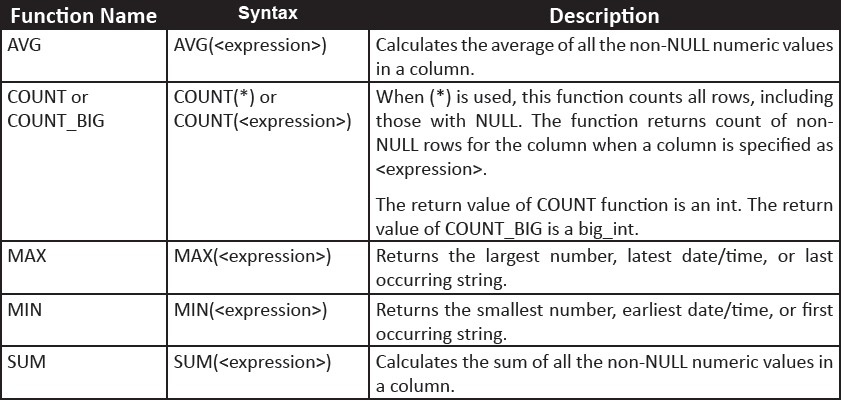 Function Name Syntax Description
AVG AVG(<expression>) Calculates the average of all the non-NULL numeric values
in a column.
COUNT or COUNT(*) or When (*) is used, this function counts all rows, including
COUNT_BIG COUNT(<expression>) those with NULL. The function returns count of non-
NULL rows for the column when a column is specified as
<expression>.
The return value of COUNT function is an int. The return
value of COUNT_BIG is a big_int.
MAX MAX(<expression>) Returns the largest number, latest date/time, or last
occurring string.
MIN MIN(<expression>) Returns the smallest number, earliest date/time, or first
occurring string.
SUM SUM(<expression>) Calculates the sum of all the non-NULL numeric values in
a column.